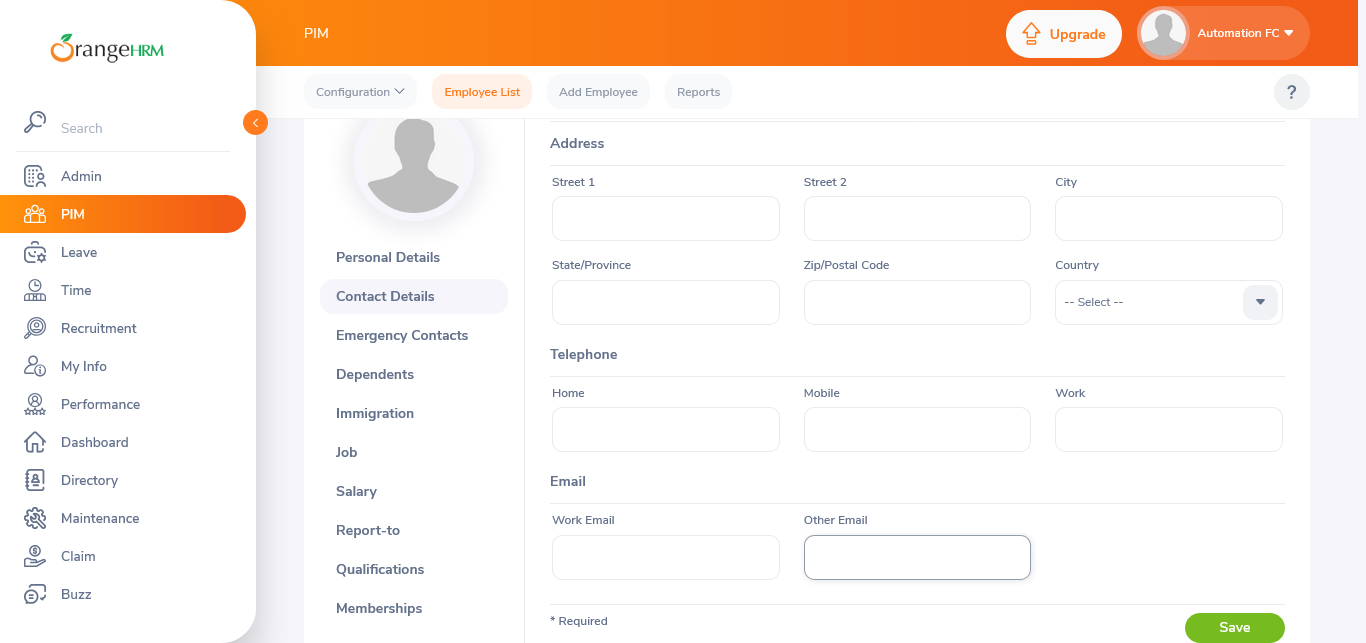 OrangeHRM
Search
Admin
PIM
Leave
Time
Recruitment
My Info
Performance
Dashboard
Directory
Maintenance
Claim
Buzz
PIM
Upgrade
Automation FC
Configuration
Employee List
Add Employee
Reports
?
Personal Details
Contact Details
Emergency Contacts
Dependents
Immigration
Job
Salary
Report-to
Qualifications
Memberships
Address
Street 1
Street 2
City
State/Province
Zip/Postal Code
Country
-- Select --
Telephone
Home
Mobile
Work
Email
Work Email
Other Email
* Required
Save